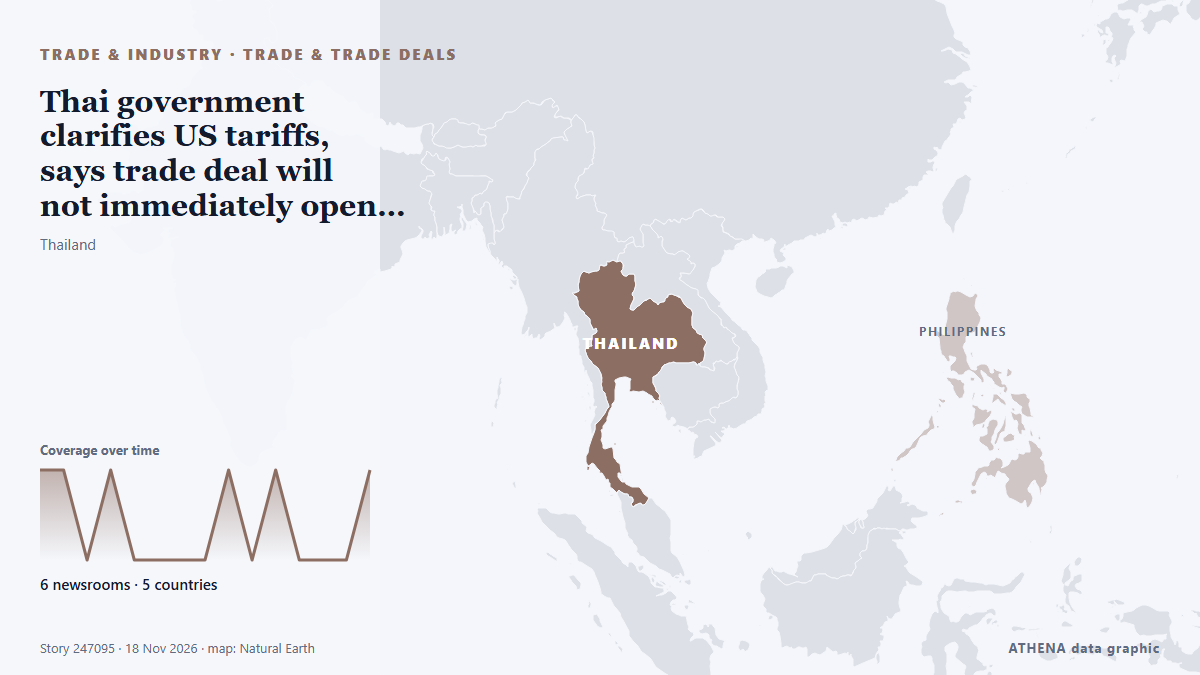 TRADE & INDUSTRY · TRADE & TRADE DEALS
Thai government
clarifies US tariffs,
says trade deal will
not immediately open...
Thailand
THAILAND
PHILIPPINES
Coverage over time
6 newsrooms · 5 countries
Story 247095 · 18 Nov 2026 · map: Natural Earth
ATHENA data graphic